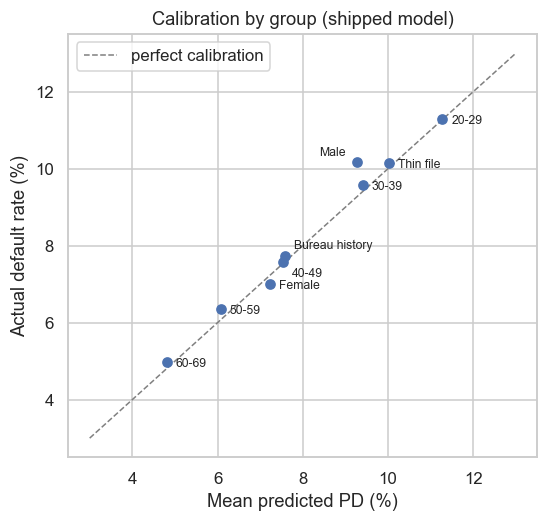 Calibration by group (shipped model)
perfect calibration
12
10
8
6
4
Actual default rate (%)
20-29
Male
Thin file
30-39
Bureau history
40-49
Female
50-59
60-69
4
6
8
10
12
Mean predicted PD (%)